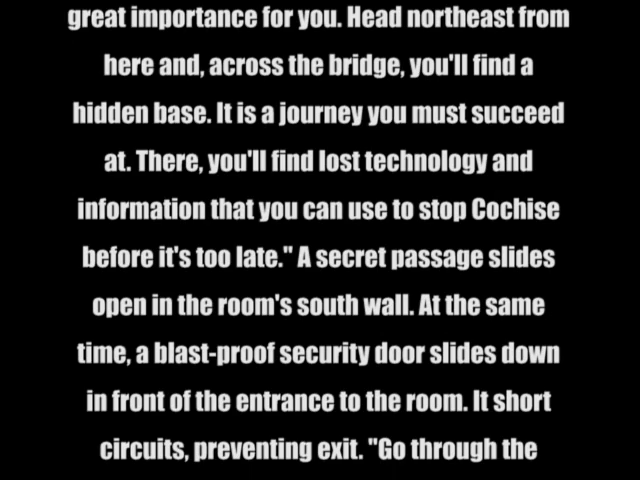 great importance for you. Head northeast from
here and, across the bridge, you'll find a
hidden base. It is a journey you must succeed
at. There, you'll find lost technology and
information that you can use to stop Cochise
before it's too late." A secret passage slides
open in the room's south wall. At the same
time, a blast-proof security door slides down
in front of the entrance to the room. It short
circuits, preventing exit. "Go through the